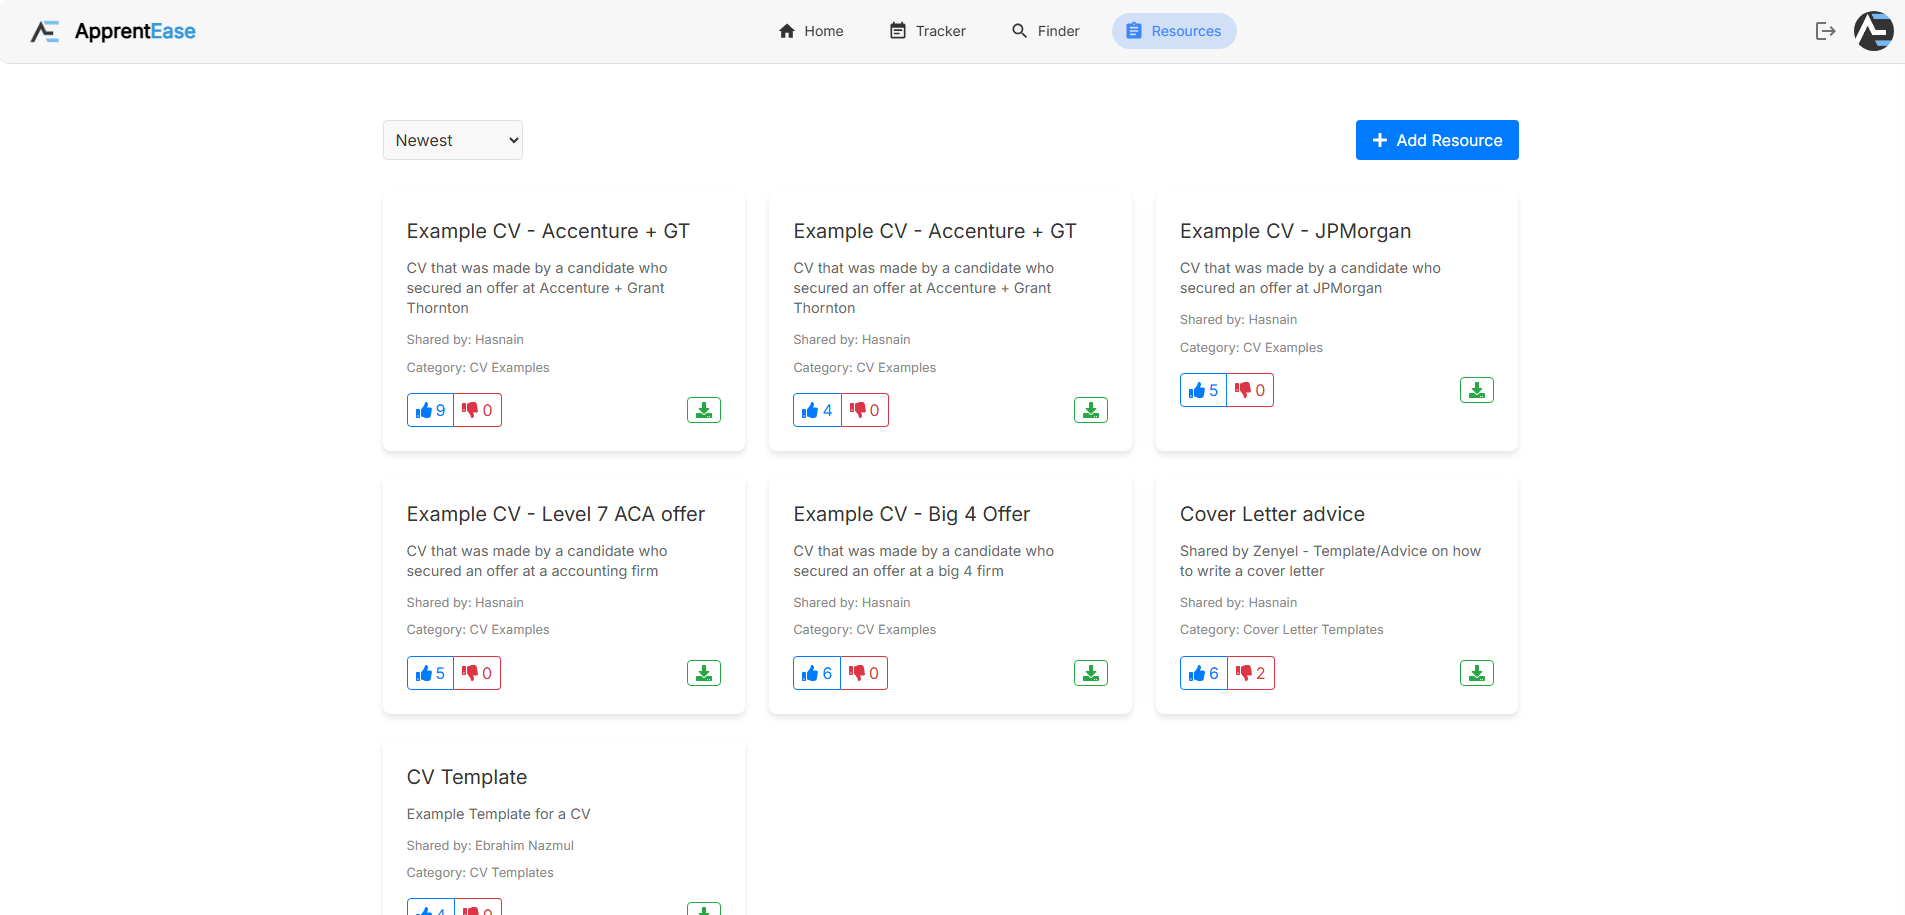 ApprentEase
Home
Tracker
Finder
Resources
Newest
Add Resource
Example CV - Accenture + GT
CV that was made by a candidate who
secured an offer at Accenture + Grant
Thornton
Shared by: Hasnain
Category: CV Examples
9
0
Example CV - Accenture + GT
CV that was made by a candidate who
secured an offer at Accenture + Grant
Thornton
Shared by: Hasnain
Category: CV Examples
4
0
Example CV - JPMorgan
CV that was made by a candidate who
secured an offer at JPMorgan
Shared by: Hasnain
Category: CV Examples
5
0
Example CV - Level 7 ACA offer
CV that was made by a candidate who
secured an offer at a accounting firm
Shared by: Hasnain
Category: CV Examples
5
0
Example CV - Big 4 Offer
CV that was made by a candidate who
secured an offer at a big 4 firm
Shared by: Hasnain
Category: CV Examples
6
0
Cover Letter advice
Shared by Zenyel - Template/Advice on how
to write a cover letter
Shared by: Hasnain
Category: Cover Letter Templates
6
2
CV Template
Example Template for a CV
Shared by: Ebrahim Nazmul
Category: CV Templates
4
0